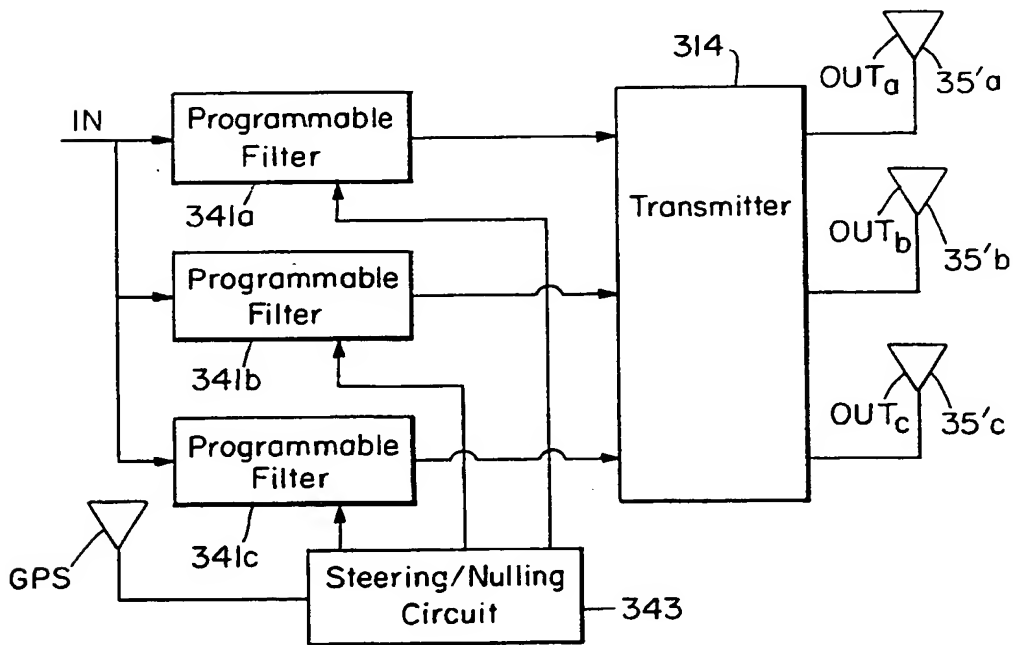 314
OUTa
35'a
IN
Programmable
Filter
341a
Transmitter
OUTb
35'b
Programmable
Filter
341b
OUTc
35'c
Programmable
Filter
341c
GPS
Steering/Nulling
Circuit
343